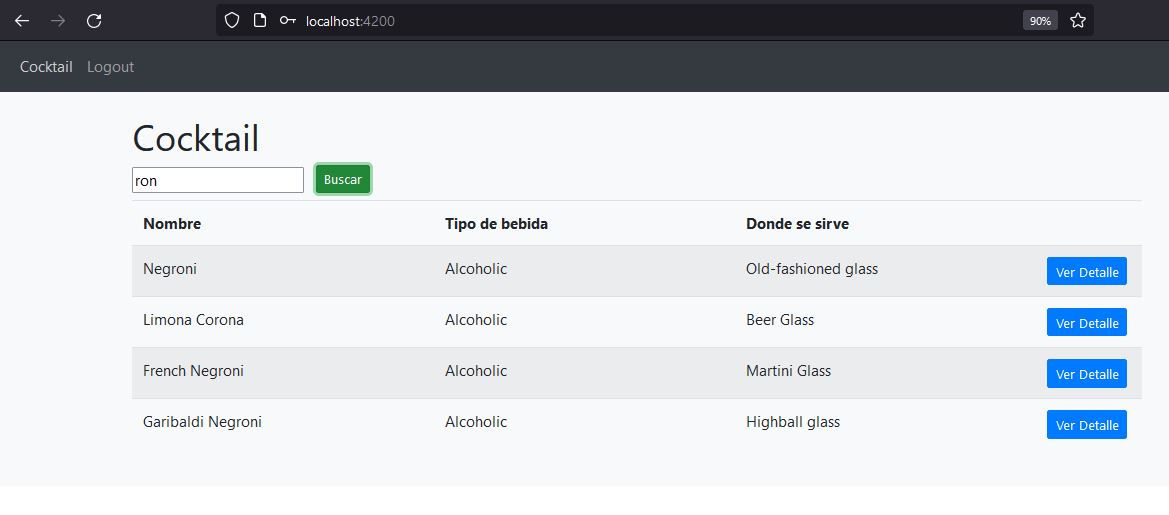 localhost:4200 90%
Cocktail Logout
Cocktail
ron Buscar
Nombre Tipo de bebida Donde se sirve
Negroni Alcoholic Old-fashioned glass Ver Detalle
Limona Corona Alcoholic Beer Glass Ver Detalle
French Negroni Alcoholic Martini Glass Ver Detalle
Garibaldi Negroni Alcoholic Highball glass Ver Detalle